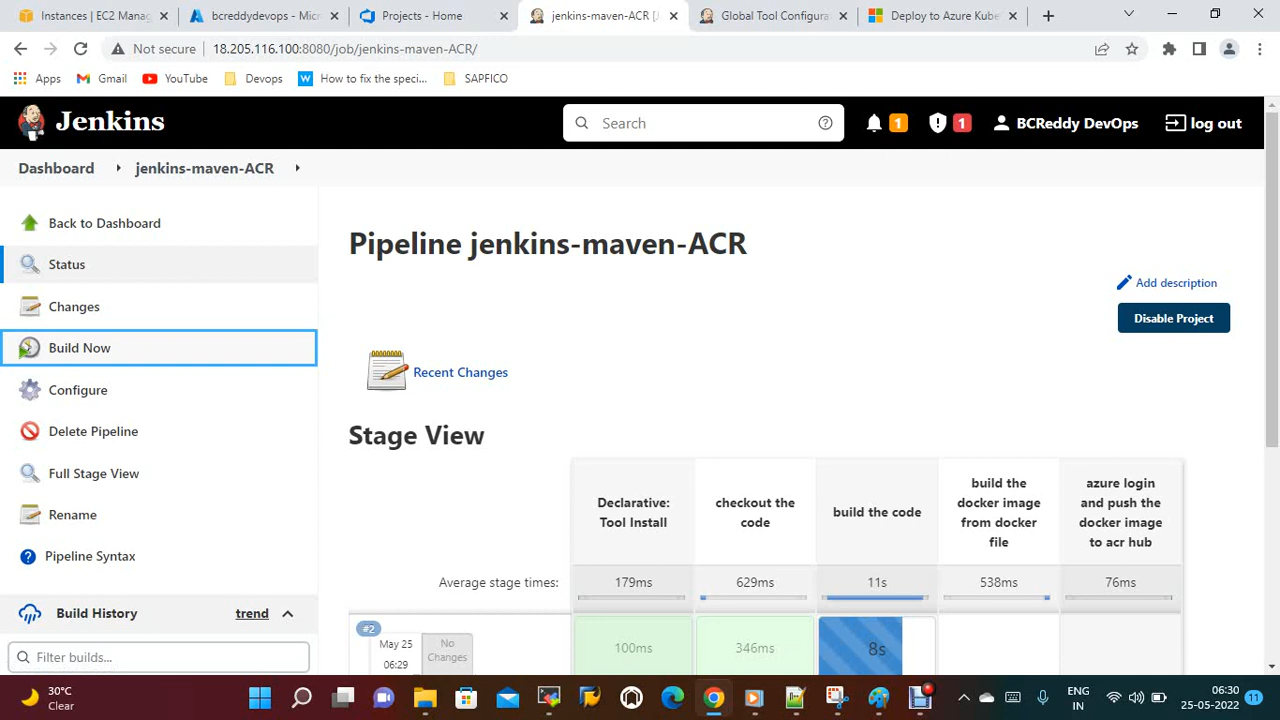 Instances | EC2 Manag
bcreddydevops - Micr
Projects - Home
jenkins-maven-ACR [J
Global Tool Configura
Deploy to Azure Kube
Not secure
18.205.116.100:8080/job/jenkins-maven-ACR/
Apps
Gmail
YouTube
Devops
How to fix the speci...
SAPFICO
Jenkins
Search
1
1
BCReddy DevOps
log out
Dashboard
jenkins-maven-ACR
Back to Dashboard
Status
Changes
Build Now
Configure
Delete Pipeline
Full Stage View
Rename
Pipeline Syntax
Build History
trend
Filter builds...
Pipeline jenkins-maven-ACR
Add description
Disable Project
Recent Changes
Stage View
Declarative:
Tool Install
checkout the
code
build the code
build the
docker image
from docker
file
azure login
and push the
docker image
to acr hub
Average stage times:
179ms
629ms
11s
538ms
76ms
#2
May 25
06:29
No
Changes
100ms
346ms
8s
30°C
Clear
ENG
IN
06:30
25-05-2022
11